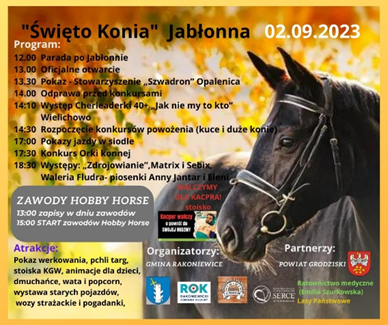 "Święto Konia" Jabłonna 02.09.2023
Program:
12.00 Parada po Jabłonnie
13.00 Oficjalne otwarcie
13.30 Pokaz - Stowarzyszenie „Szwadron" Opalenica
14.00 Odprawa przed konkursami
14:10 Występ Cherleaderki 40+ „Jak nie my to kto"
Wielichowo
14:30 Rozpoczęcie konkursów powożenia (kuce i duże konie)
17:00 Pokazy jazdy w siodle
17:30 Konkurs Orki konnej
18:30 Występy: „Zdrojowianie", Matrix i Sebix,
Waleria Fludra- piosenki Anny Jantar i Eleni
WALCZYMY
DLA KACPRA!
stoisko
Kacper walczy
o powrót do
SWOJEJ RODZINY
ZAWODY HOBBY HORSE
13:00 zapisy w dniu zawodów
15:00 START zawodów Hobby Horse
Atrakcje:
Pokaz werkowania, pchli targ,
stoiska KGW, animacje dla dzieci,
dmuchańce, wata i popcorn,
wystawa starych pojazdów,
wozy strażackie i pogadanki,
Organizatorzy:
GMINA RAKONIEWICE
ROK
SERCE
Partnerzy:
POWIAT GRODZISKI
Ratownictwo medyczne
(Emilia Szurkowska)
Lasy Państwowe